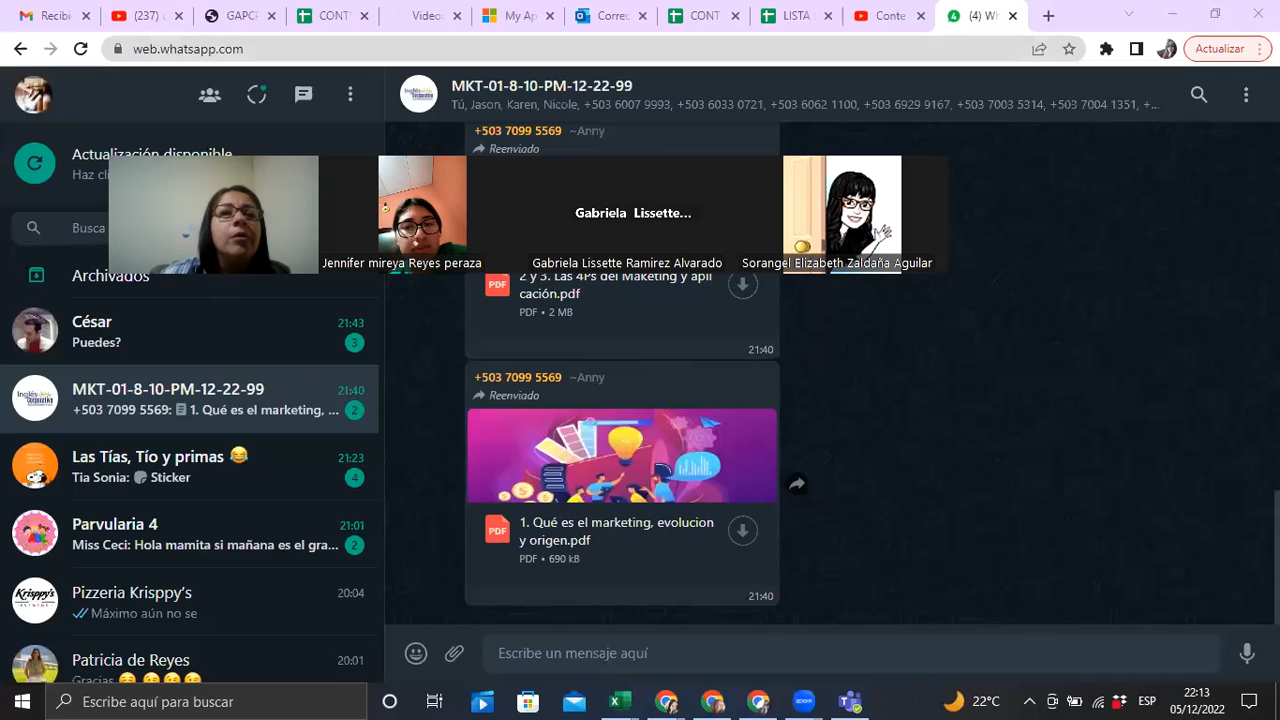 Recibi
(237)
GAPC
CONT
Videos
My Ap
Correc
CONT
LISTA
Conte
(4) Wh
web.whatsapp.com
Actualizar
MKT-01-8-10-PM-12-22-99
Tú, Jason, Karen, Nicole, +503 6007 9993, +503 6033 0721, +503 6062 1100, +503 6929 9167, +503 7003 5314, +503 7004 1351, +...
Actualización disponible
Haz cli
Busca
Archivados
César
21:43
Puedes?
3
MKT-01-8-10-PM-12-22-99
21:40
+503 7099 5569: 1. Qué es el marketing, ...
2
Las Tías, Tío y primas 😂
21:23
Tia Sonia: Sticker
4
Parvularia 4
21:01
Miss Ceci: Hola mamita si mañana es el gra...
2
Pizzeria Krisppy's
20:04
Máximo aún no se
Patricia de Reyes
20:01
Gracias
+503 7099 5569 ~Anny
Reenviado
Jennifer mireya Reyes peraza
Gabriela Lissette...
Gabriela Lissette Ramirez Alvarado
Sorangel Elizabeth Zaldaña Aguilar
PDF
2 y 3. Las 4Ps del Maketing y apli
cación.pdf
PDF • 2 MB
21:40
+503 7099 5569 ~Anny
Reenviado
PDF
1. Qué es el marketing, evolucion
y origen.pdf
PDF • 690 kB
21:40
Escribe un mensaje aquí
Escribe aquí para buscar
22°C
ESP
22:13
05/12/2022